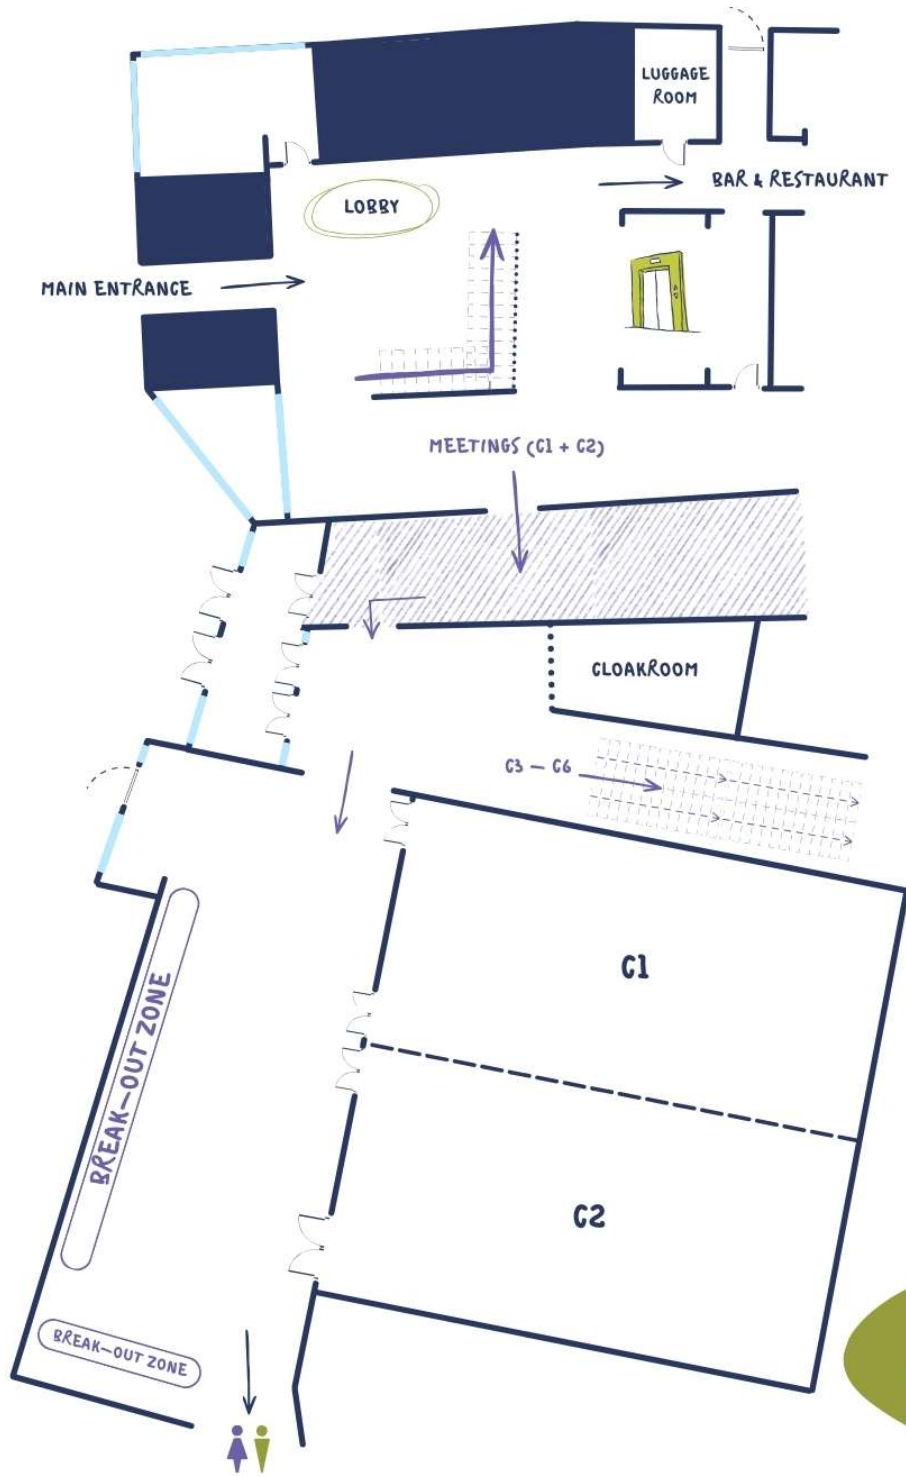 LUGGAGE
ROOM
BAR & RESTAURANT
LOBBY
MAIN ENTRANCE
MEETINGS (C1 + C2)
CLOAKROOM
C3 – C6
C1
BREAK-OUT ZONE
C2
BREAK-OUT ZONE